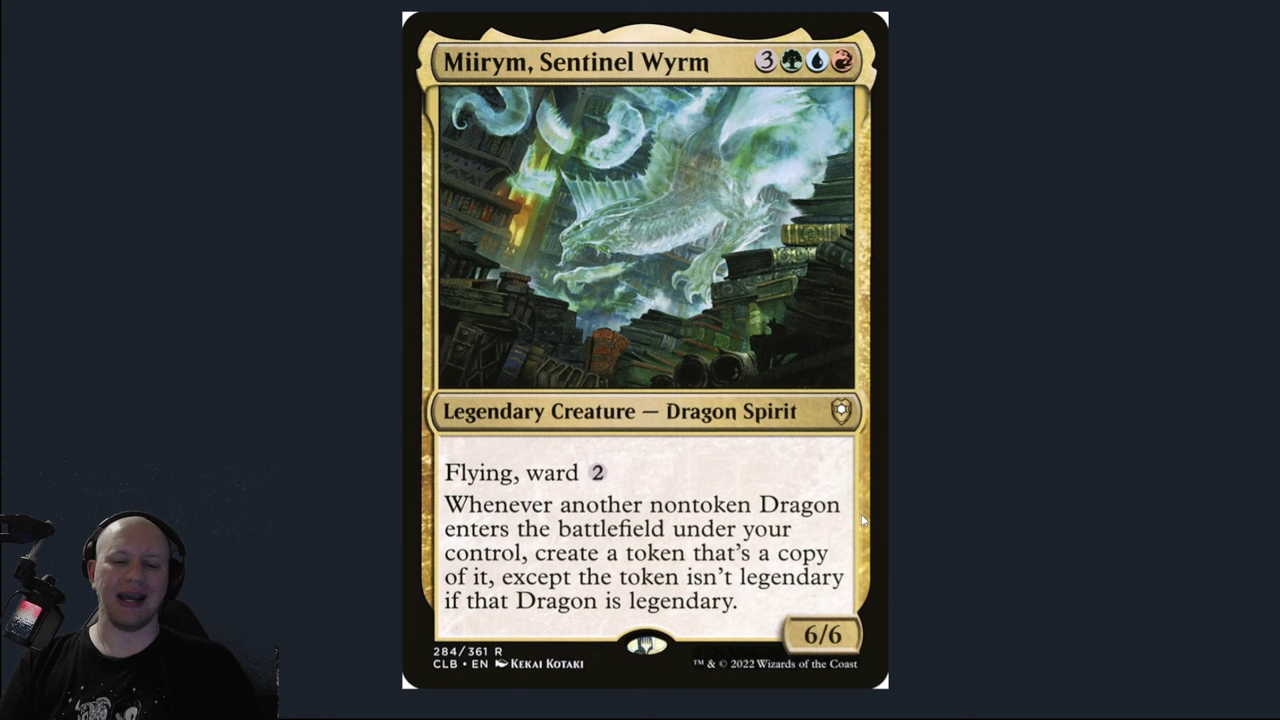 Miirym, Sentinel Wyrm 3
Legendary Creature — Dragon Spirit
Flying, ward 2
Whenever another nontoken Dragon
enters the battlefield under your
control, create a token that's a copy
of it, except the token isn't legendary
if that Dragon is legendary.
6/6
284/361 R
CLB • EN Kekai Kotaki
™ & © 2022 Wizards of the Coast